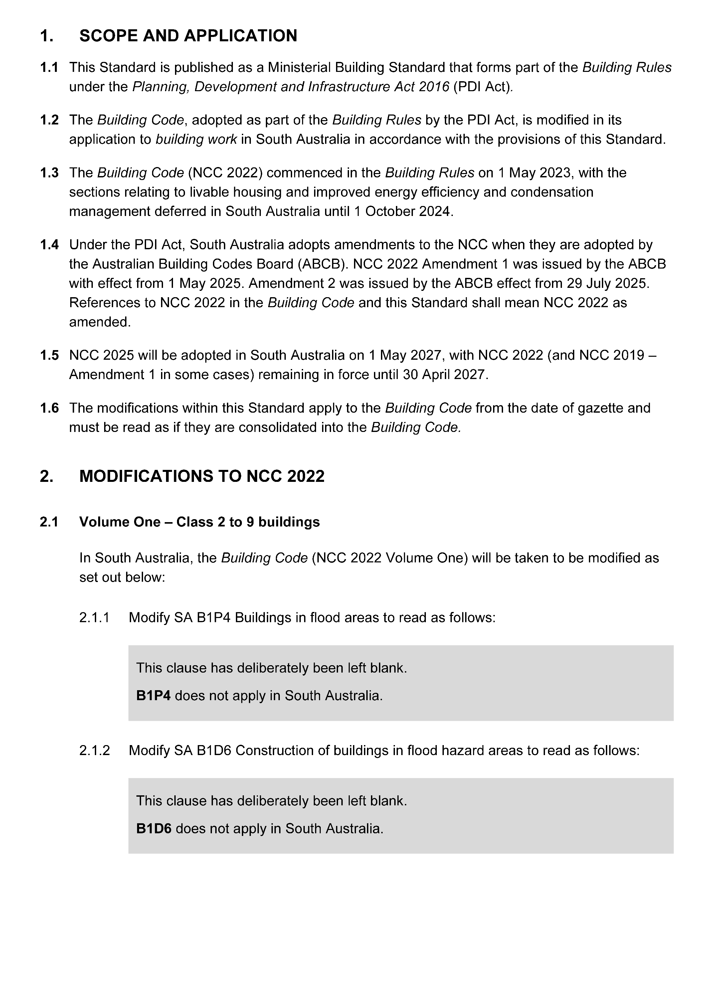 1. SCOPE AND APPLICATION
1.1 This Standard is published as a Ministerial Building Standard that forms part of the Building Rules
under the Planning, Development and Infrastructure Act 2016 (PDI Act).
1.2 The Building Code, adopted as part of the Building Rules by the PDI Act, is modified in its
application to building work in South Australia in accordance with the provisions of this Standard.
1.3 The Building Code (NCC 2022) commenced in the Building Rules on 1 May 2023, with the
sections relating to livable housing and improved energy efficiency and condensation
management deferred in South Australia until 1 October 2024.
1.4 Under the PDI Act, South Australia adopts amendments to the NCC when they are adopted by
the Australian Building Codes Board (ABCB). NCC 2022 Amendment 1 was issued by the ABCB
with effect from 1 May 2025. Amendment 2 was issued by the ABCB effect from 29 July 2025.
References to NCC 2022 in the Building Code and this Standard shall mean NCC 2022 as
amended.
1.5 NCC 2025 will be adopted in South Australia on 1 May 2027, with NCC 2022 (and NCC 2019 –
Amendment 1 in some cases) remaining in force until 30 April 2027.
1.6 The modifications within this Standard apply to the Building Code from the date of gazette and
must be read as if they are consolidated into the Building Code.
2. MODIFICATIONS TO NCC 2022
2.1 Volume One – Class 2 to 9 buildings
In South Australia, the Building Code (NCC 2022 Volume One) will be taken to be modified as
set out below:
2.1.1 Modify SA B1P4 Buildings in flood areas to read as follows:
This clause has deliberately been left blank.
B1P4 does not apply in South Australia.
2.1.2 Modify SA B1D6 Construction of buildings in flood hazard areas to read as follows:
This clause has deliberately been left blank.
B1D6 does not apply in South Australia.